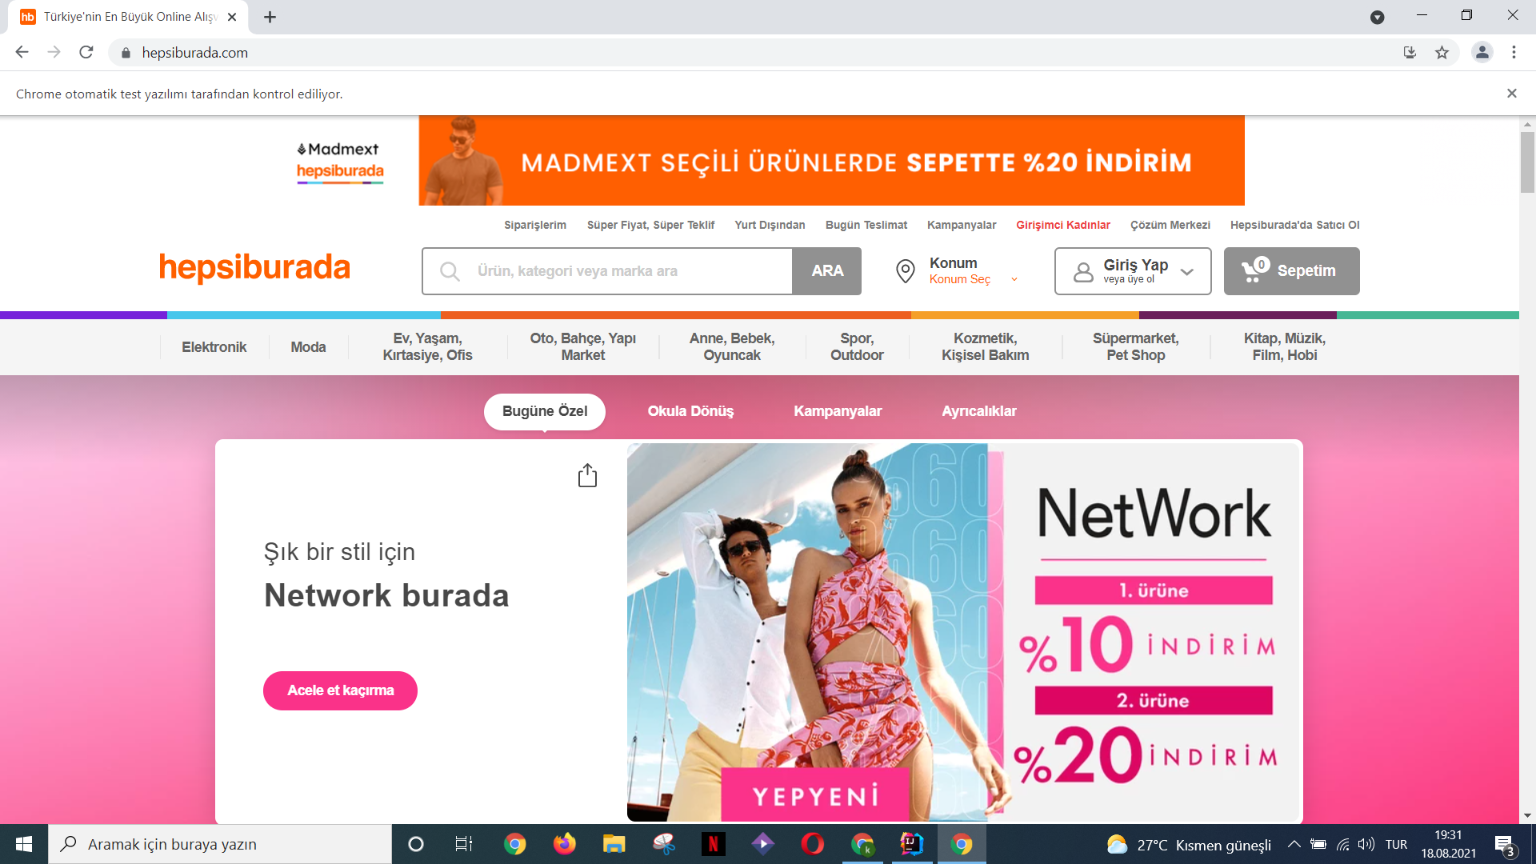 hb Türkiye'nin En Büyük Online Alışv
hepsiburada.com
Chrome otomatik test yazılımı tarafından kontrol ediliyor.
Madmext
hepsiburada
MADMEXT SEÇİLİ ÜRÜNLERDE SEPETTE %20 İNDİRİM
Siparişlerim Süper Fiyat, Süper Teklif Yurt Dışından Bugün Teslimat Kampanyalar Girişimci Kadınlar Çözüm Merkezi Hepsiburada'da Satıcı Ol
hepsiburada
Ürün, kategori veya marka ara ARA
Konum
Konum Seç
Giriş Yap
veya üye ol
0 Sepetim
Elektronik
Moda
Ev, Yaşam,
Kırtasiye, Ofis
Oto, Bahçe, Yapı
Market
Anne, Bebek,
Oyuncak
Spor,
Outdoor
Kozmetik,
Kişisel Bakım
Süpermarket,
Pet Shop
Kitap, Müzik,
Film, Hobi
Bugüne Özel Okula Dönüş Kampanyalar Ayrıcalıklar
Şık bir stil için
Network burada
Acele et kaçırma
%60
YEPYENİ
NetWork
1. ürüne
%10 İNDİRİM
2. ürüne
%20 İNDİRİM
Aramak için buraya yazın
27°C Kısmen güneşli
TUR
19:31
18.08.2021
3